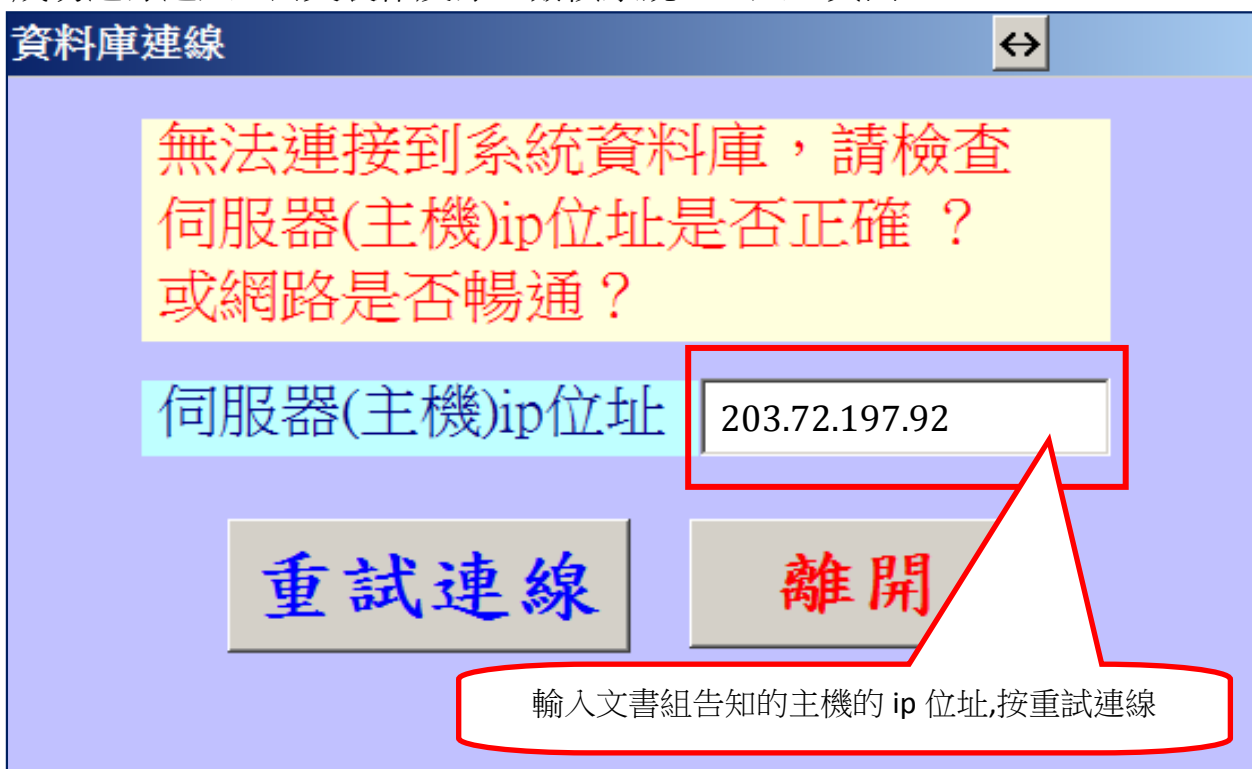 資料庫連線
無法連接到系統資料庫，請檢查
伺服器(主機)ip位址是否正確 ？
或網路是否暢通？
伺服器(主機)ip位址
203.72.197.92
重試連線
離開
輸入文書組告知的主機的 ip 位址,按重試連線